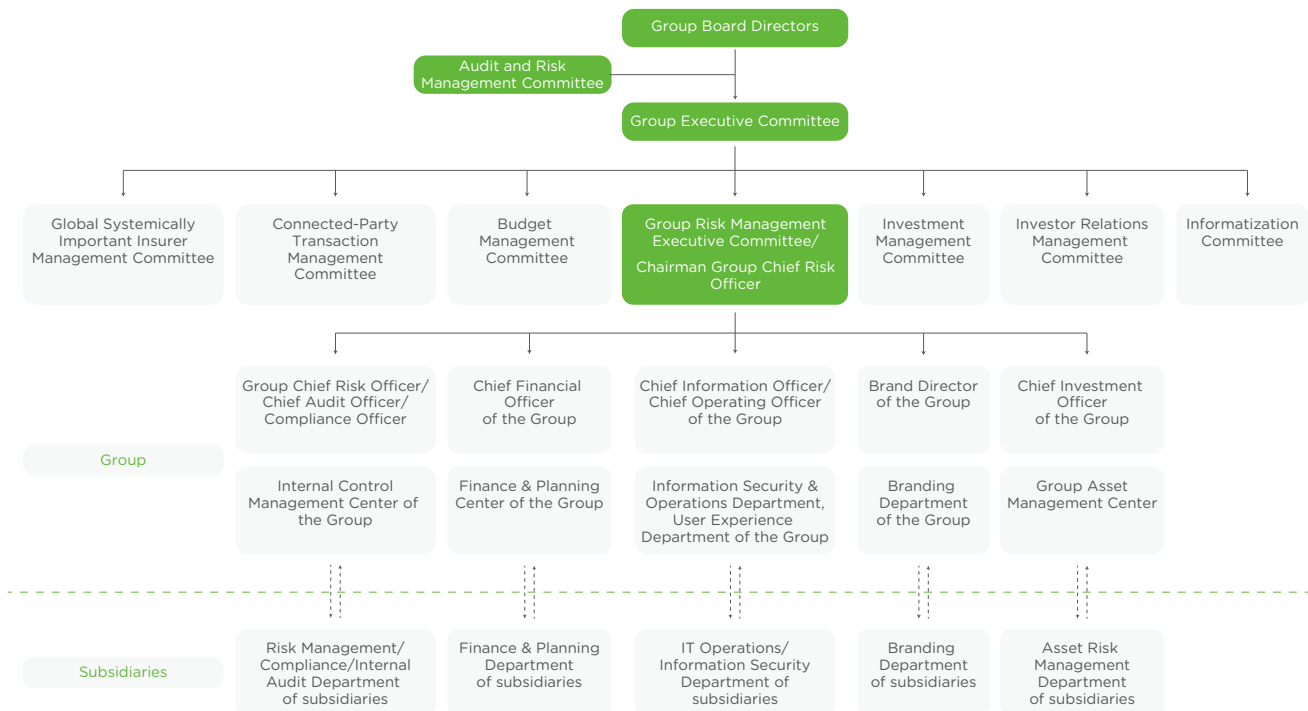 Group Board Directors
Audit and Risk
Management Committee
Group Executive Committee
Global Systemically
Important Insurer
Management Committee
Connected-Party
Transaction
Management
Committee
Budget
Management
Committee
Group Risk Management
Executive Committee/
Chairman Group Chief Risk
Officer
Investment
Management
Committee
Investor Relations
Management
Committee
Informatization
Committee
Group
Group Chief Risk Officer/
Chief Audit Officer/
Compliance Officer
Chief Financial
Officer
of the Group
Chief Information Officer/
Chief Operating Officer
of the Group
Brand Director
of the Group
Chief Investment
Officer
of the Group
Internal Control
Management Center of
the Group
Finance & Planning
Center of the Group
Information Security &
Operations Department,
User Experience
Department of the Group
Branding
Department
of the Group
Group Asset
Management Center
Subsidiaries
Risk Management/
Compliance/Internal
Audit Department
of subsidiaries
Finance & Planning
Department
of subsidiaries
IT Operations/
Information Security
Department of
subsidiaries
Branding
Department
of subsidiaries
Asset Risk
Management
Department
of subsidiaries